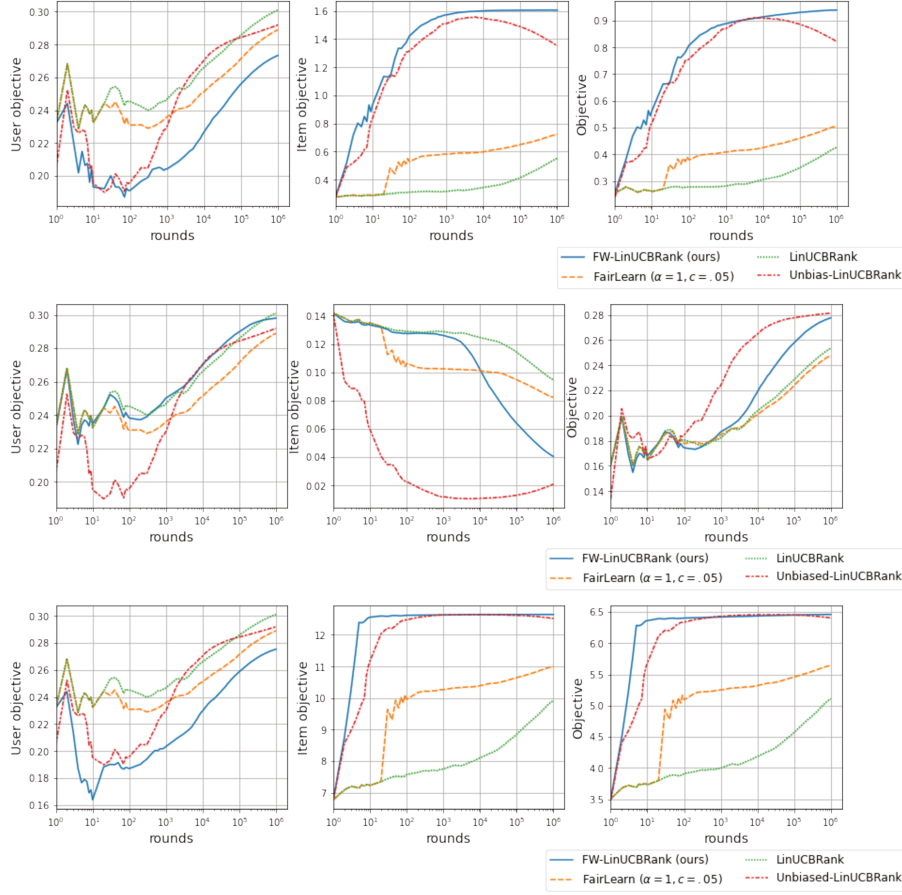 User objective
0.30
0.28
0.26
0.24
0.22
0.20
10^0 10^1 10^2 10^3 10^4 10^5 10^6
rounds
Item objective
1.6
1.4
1.2
1.0
0.8
0.6
0.4
10^0 10^1 10^2 10^3 10^4 10^5 10^6
rounds
Objective
0.9
0.8
0.7
0.6
0.5
0.4
0.3
10^0 10^1 10^2 10^3 10^4 10^5 10^6
rounds
FW-LinUCBRank (ours)
FairLearn (α = 1, c = .05)
LinUCBRank
Unbias-LinUCBRank
User objective
0.30
0.28
0.26
0.24
0.22
0.20
10^0 10^1 10^2 10^3 10^4 10^5 10^6
rounds
Item objective
0.14
0.12
0.10
0.08
0.06
0.04
0.02
10^0 10^1 10^2 10^3 10^4 10^5 10^6
rounds
Objective
0.28
0.26
0.24
0.22
0.20
0.18
0.16
0.14
10^0 10^1 10^2 10^3 10^4 10^5 10^6
rounds
FW-LinUCBRank (ours)
FairLearn (α = 1, c = .05)
LinUCBRank
Unbiased-LinUCBRank
User objective
0.30
0.28
0.26
0.24
0.22
0.20
0.18
0.16
10^0 10^1 10^2 10^3 10^4 10^5 10^6
rounds
Item objective
12
11
10
9
8
7
10^0 10^1 10^2 10^3 10^4 10^5 10^6
rounds
Objective
6.5
6.0
5.5
5.0
4.5
4.0
3.5
10^0 10^1 10^2 10^3 10^4 10^5 10^6
rounds
FW-LinUCBRank (ours)
FairLearn (α = 1, c = .05)
LinUCBRank
Unbiased-LinUCBRank